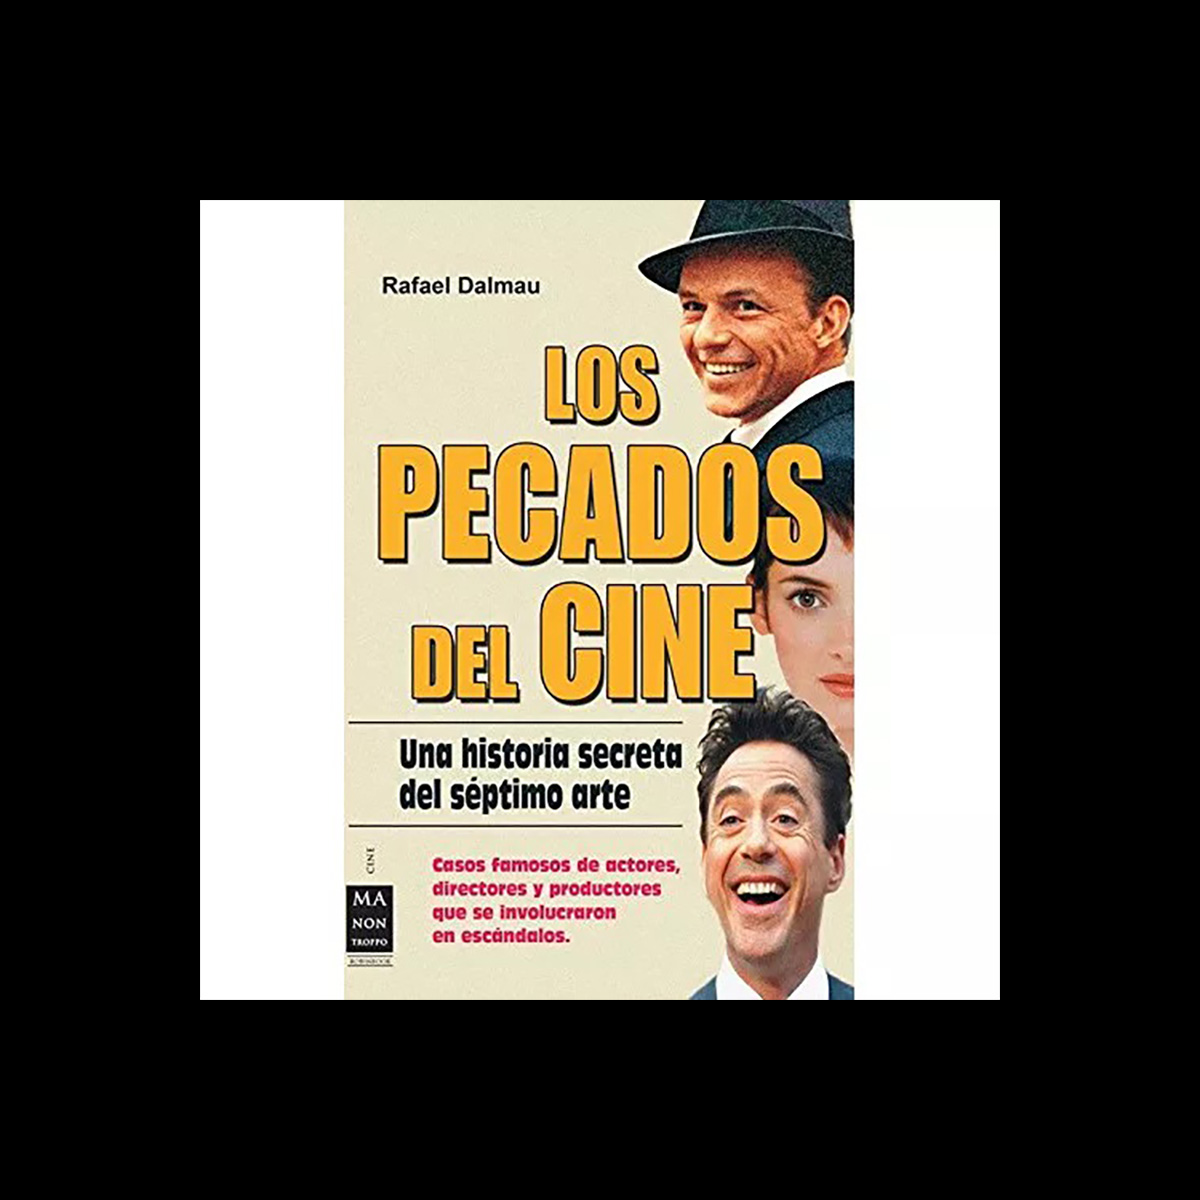 Rafael Dalmau
LOS
PECADOS
DEL CINE
Una historia secreta
del séptimo arte
Casos famosos de actores,
directores y productores
que se involucraron
en escándalos.
CINE
MA
NON
TROPPO
ROBINBOOK